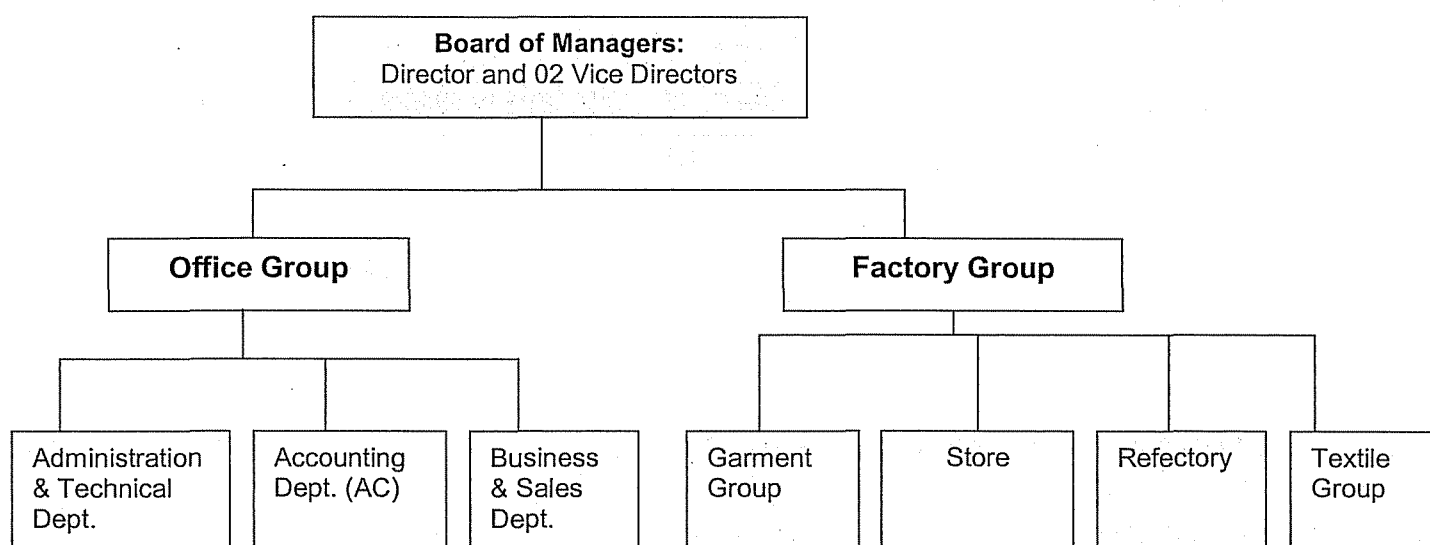 Board of Managers:
Director and 02 Vice Directors
Office Group
Factory Group
Administration
& Technical
Dept.
Accounting
Dept. (AC)
Business
& Sales
Dept.
Garment
Group
Store
Refectory
Textile
Group